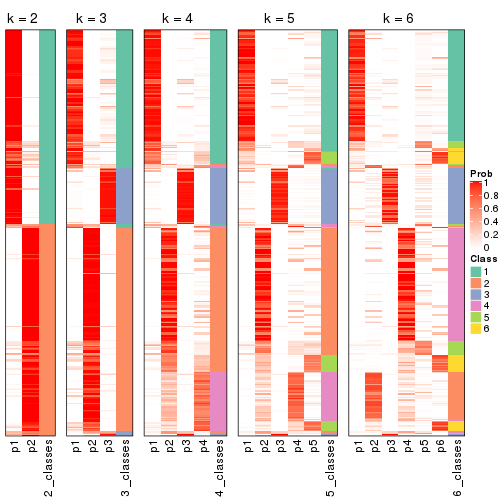 k = 2
k = 3
k = 4
k = 5
k = 6
Prob
1
0.8
0.6
0.4
0.2
0
Class
1
2
3
4
5
6
p1
p2
2_classes
p1
p2
p3
3_classes
p1
p2
p3
p4
4_classes
p1
p2
p3
p4
p5
5_classes
p1
p2
p3
p4
p5
p6
6_classes